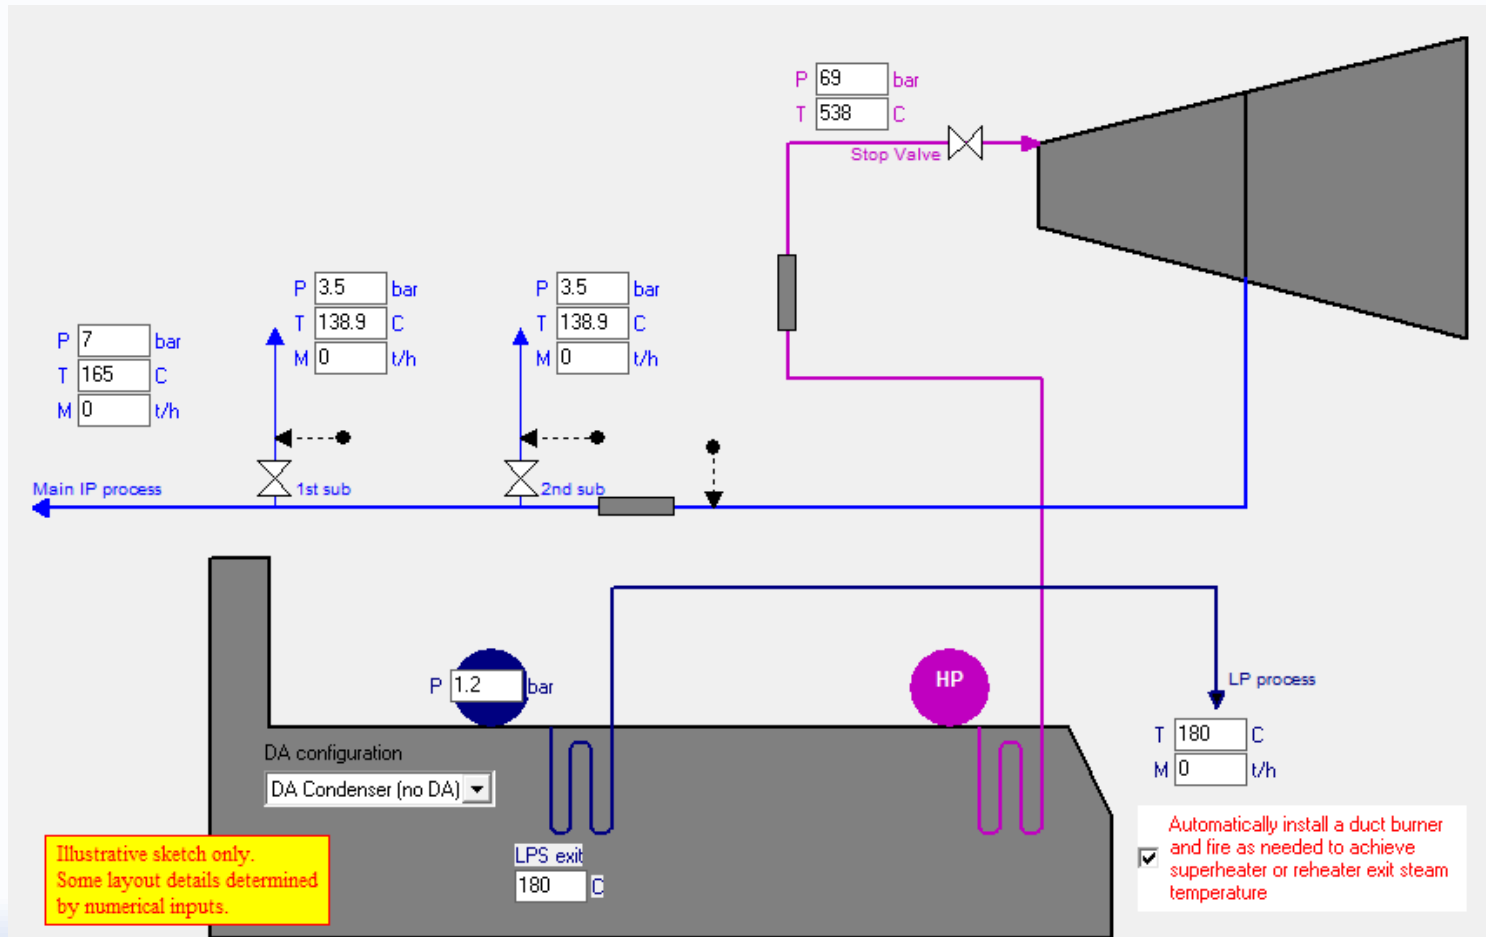 P 69 bar
T 538 C
Stop Valve
P 3.5 bar
T 138.9 C
M 0 t/h
P 3.5 bar
T 138.9 C
M 0 t/h
P 7 bar
T 165 C
M 0 t/h
Main IP process
1st sub
2nd sub
P 1.2 bar
HP
LP process
T 180 C
M 0 t/h
DA configuration
DA Condenser (no DA)
LPS exit
180 C
Illustrative sketch only.
Some layout details determined
by numerical inputs.
Automatically install a duct burner
and fire as needed to achieve
superheater or reheater exit steam
temperature